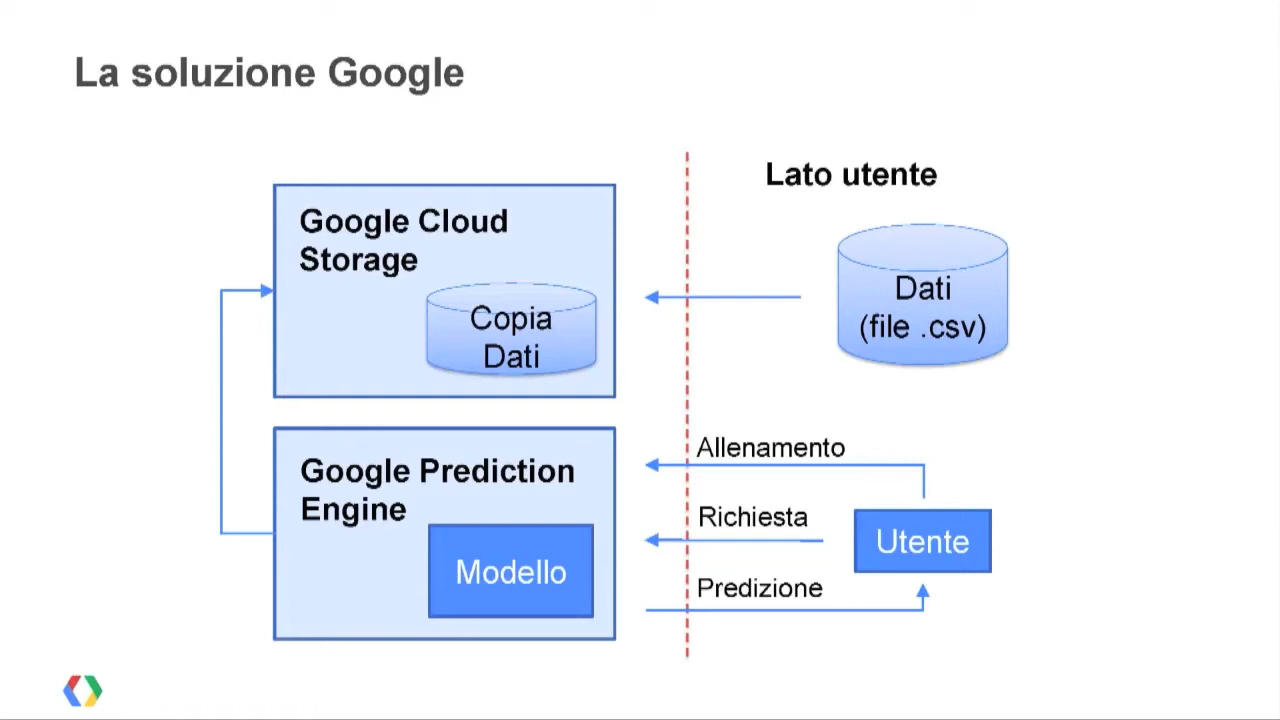 La soluzione Google
Lato utente
Google Cloud
Storage
Copia
Dati
Dati
(file .csv)
Google Prediction
Engine
Modello
Allenamento
Richiesta
Predizione
Utente